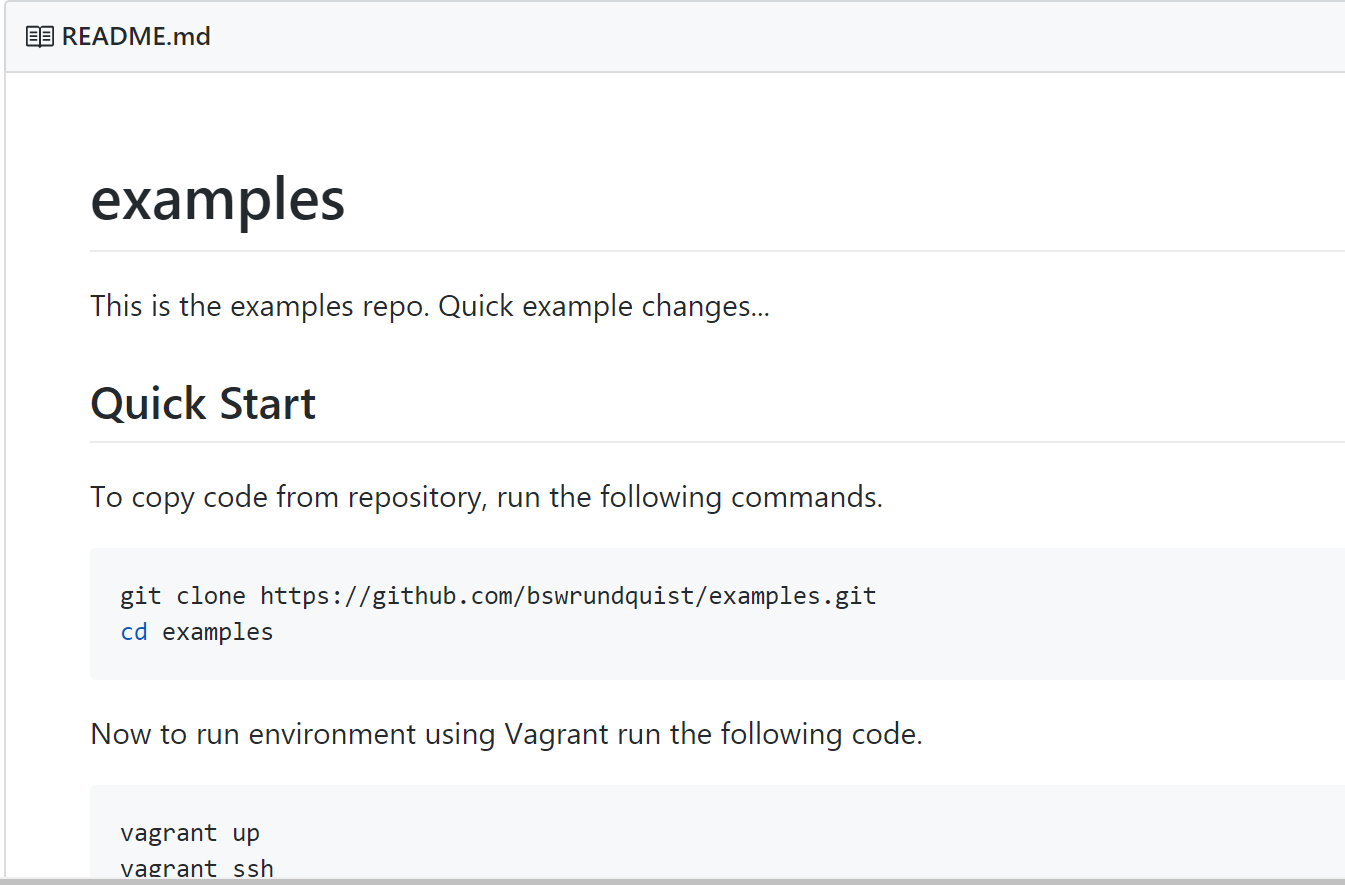 README.md
examples
This is the examples repo. Quick example changes...
Quick Start
To copy code from repository, run the following commands.
git clone https://github.com/bswrundquist/examples.git
cd examples
Now to run environment using Vagrant run the following code.
vagrant up
vagrant ssh